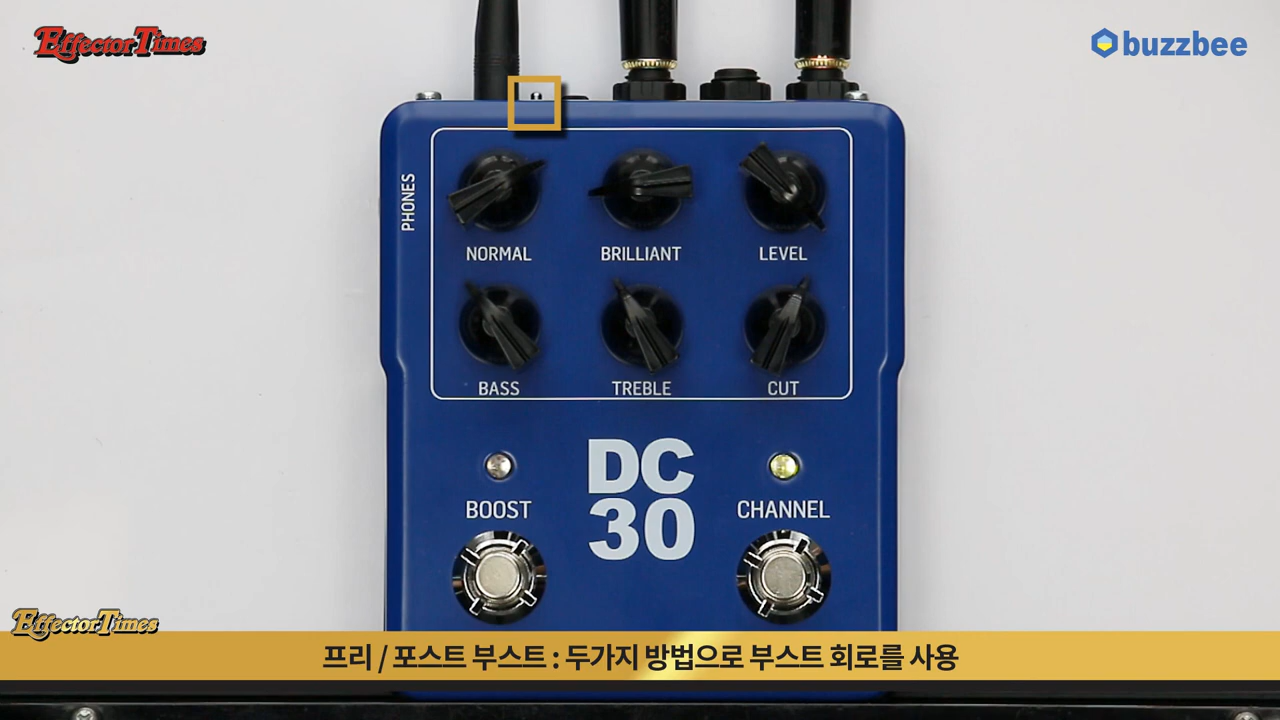 Effector Times
buzzbee
PHONES
NORMAL
BRILLIANT
LEVEL
BASS
TREBLE
CUT
DC
30
BOOST
CHANNEL
Effector Times
프리 / 포스트 부스트 : 두가지 방법으로 부스트 회로를 사용